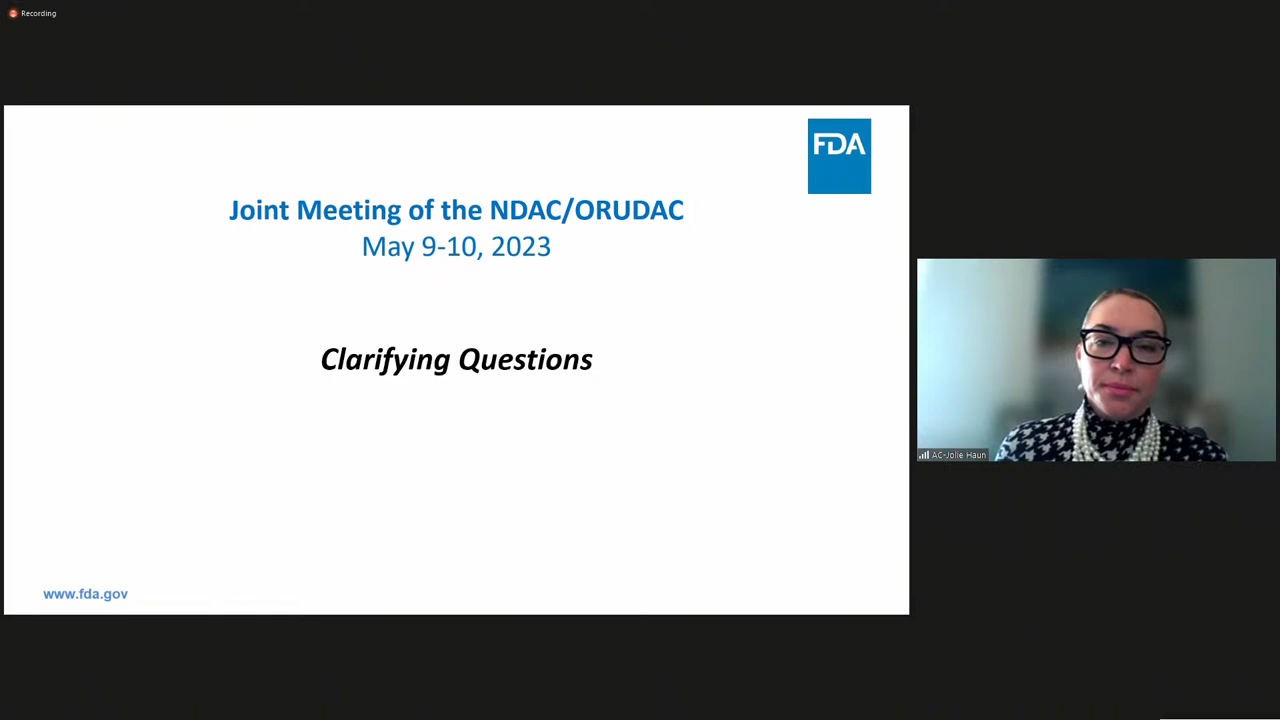 Recording
FDA
Joint Meeting of the NDAC/ORUDAC
May 9-10, 2023
Clarifying Questions
AC-Jolie Haun
www.fda.gov